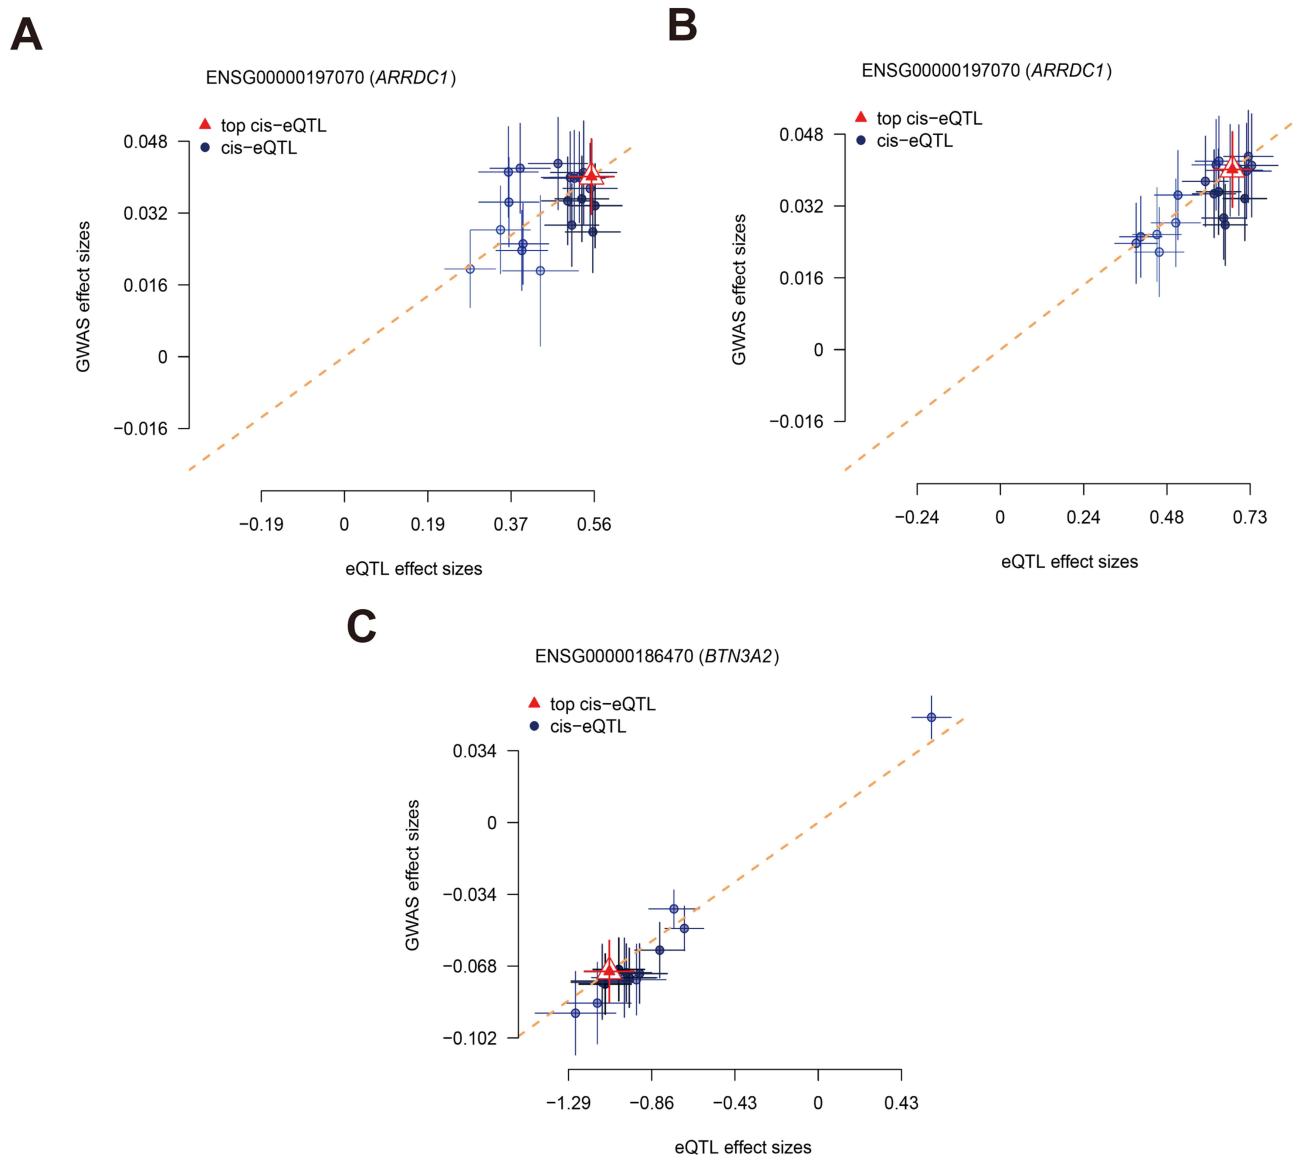 A
ENSG00000197070 (ARRDC1)
top cis−eQTL
cis−eQTL
GWAS effect sizes
0.048
0.032
0.016
0
−0.016
−0.19 0 0.19 0.37 0.56
eQTL effect sizes
B
ENSG00000197070 (ARRDC1)
top cis−eQTL
cis−eQTL
GWAS effect sizes
0.048
0.032
0.016
0
−0.016
−0.24 0 0.24 0.48 0.73
eQTL effect sizes
C
ENSG00000186470 (BTN3A2)
top cis−eQTL
cis−eQTL
GWAS effect sizes
0.034
0
−0.034
−0.068
−0.102
−1.29 −0.86 −0.43 0 0.43
eQTL effect sizes